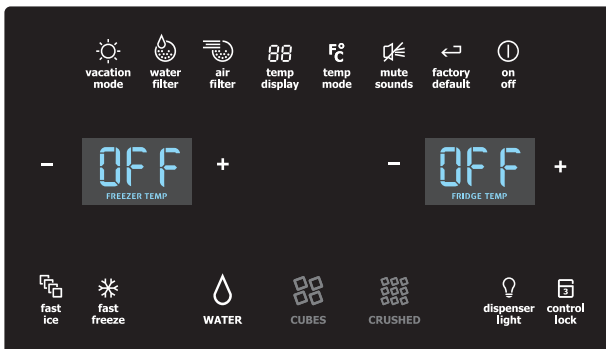 88 F° C
vacation water air temp temp mute factory on
mode filter filter display mode sounds default off
- OFF + - OFF +
FREEZER TEMP FRIDGE TEMP
3
fast fast dispenser control
ice freeze WATER CUBES CRUSHED light lock